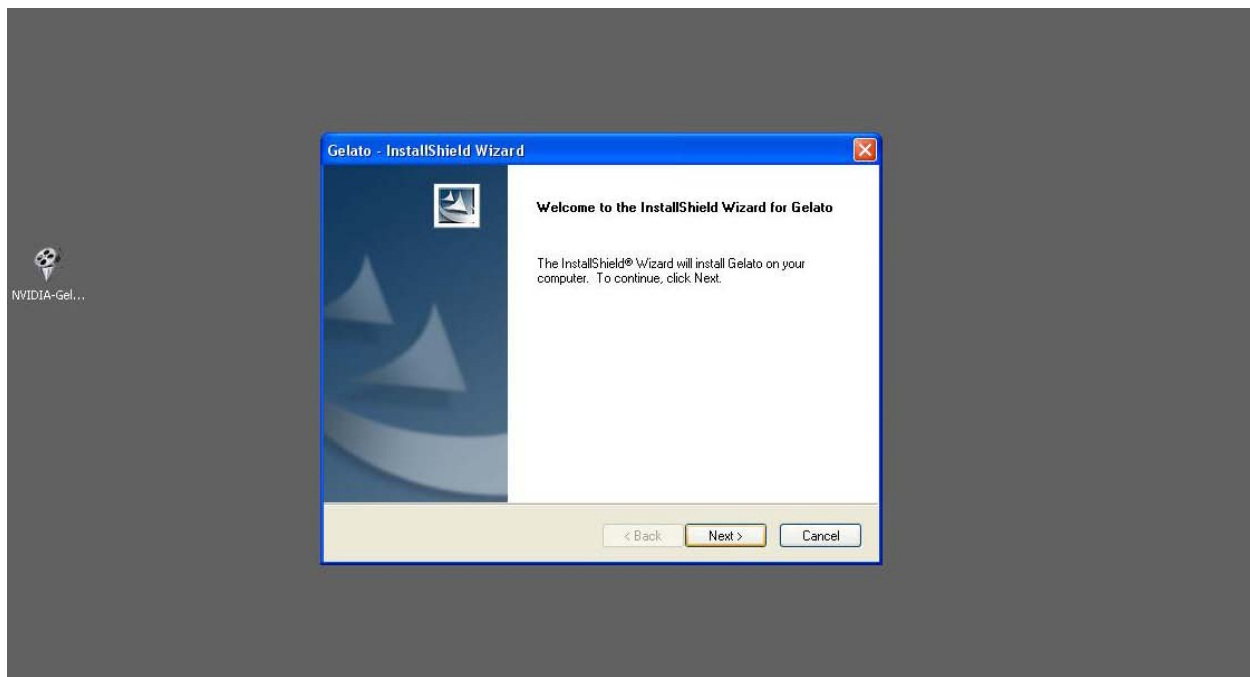 Gelato - InstallShield Wizard
Welcome to the InstallShield Wizard for Gelato
The InstallShield® Wizard will install Gelato on your
computer. To continue, click Next.
NVIDIA-Gel...
< Back
Next >
Cancel